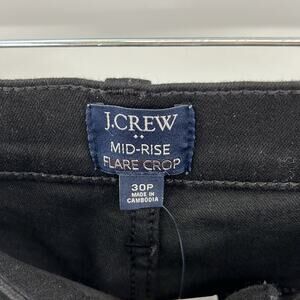 J.CREW
MID-RISE
FLARE CROP
30P
MADE IN
CAMBODIA